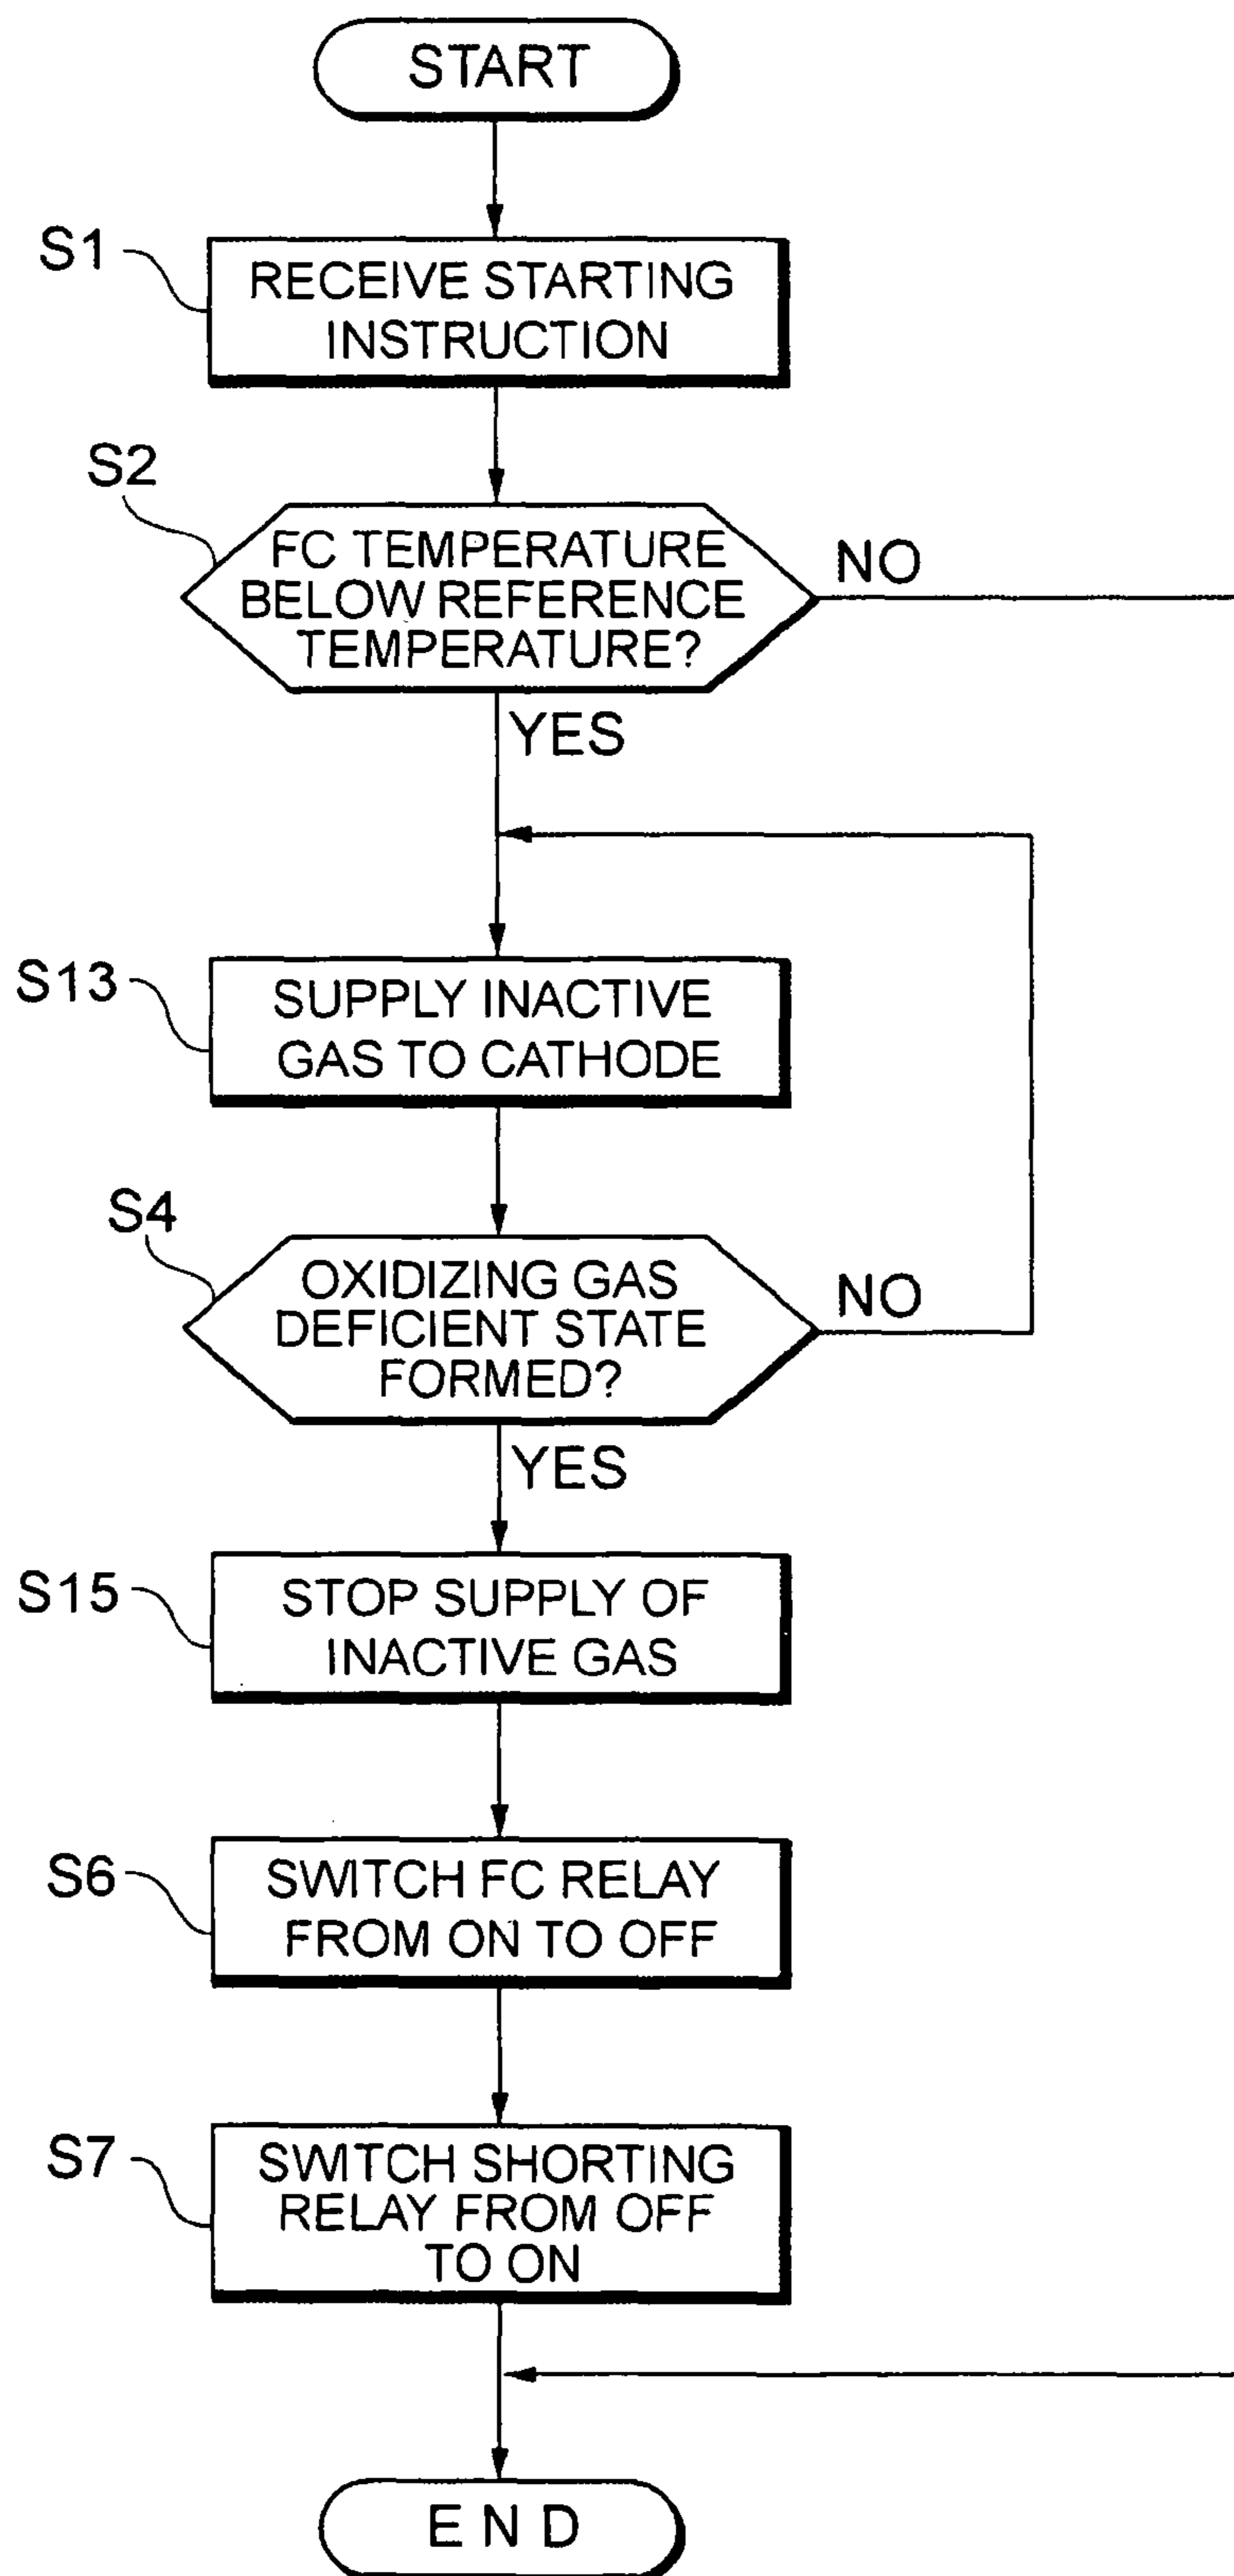 START
S1
RECEIVE STARTING
INSTRUCTION
S2
FC TEMPERATURE
BELOW REFERENCE
TEMPERATURE?
NO
YES
S13
SUPPLY INACTIVE
GAS TO CATHODE
S4
OXIDIZING GAS
DEFICIENT STATE
FORMED?
NO
YES
S15
STOP SUPPLY OF
INACTIVE GAS
S6
SWITCH FC RELAY
FROM ON TO OFF
S7
SWITCH SHORTING
RELAY FROM OFF
TO ON
END